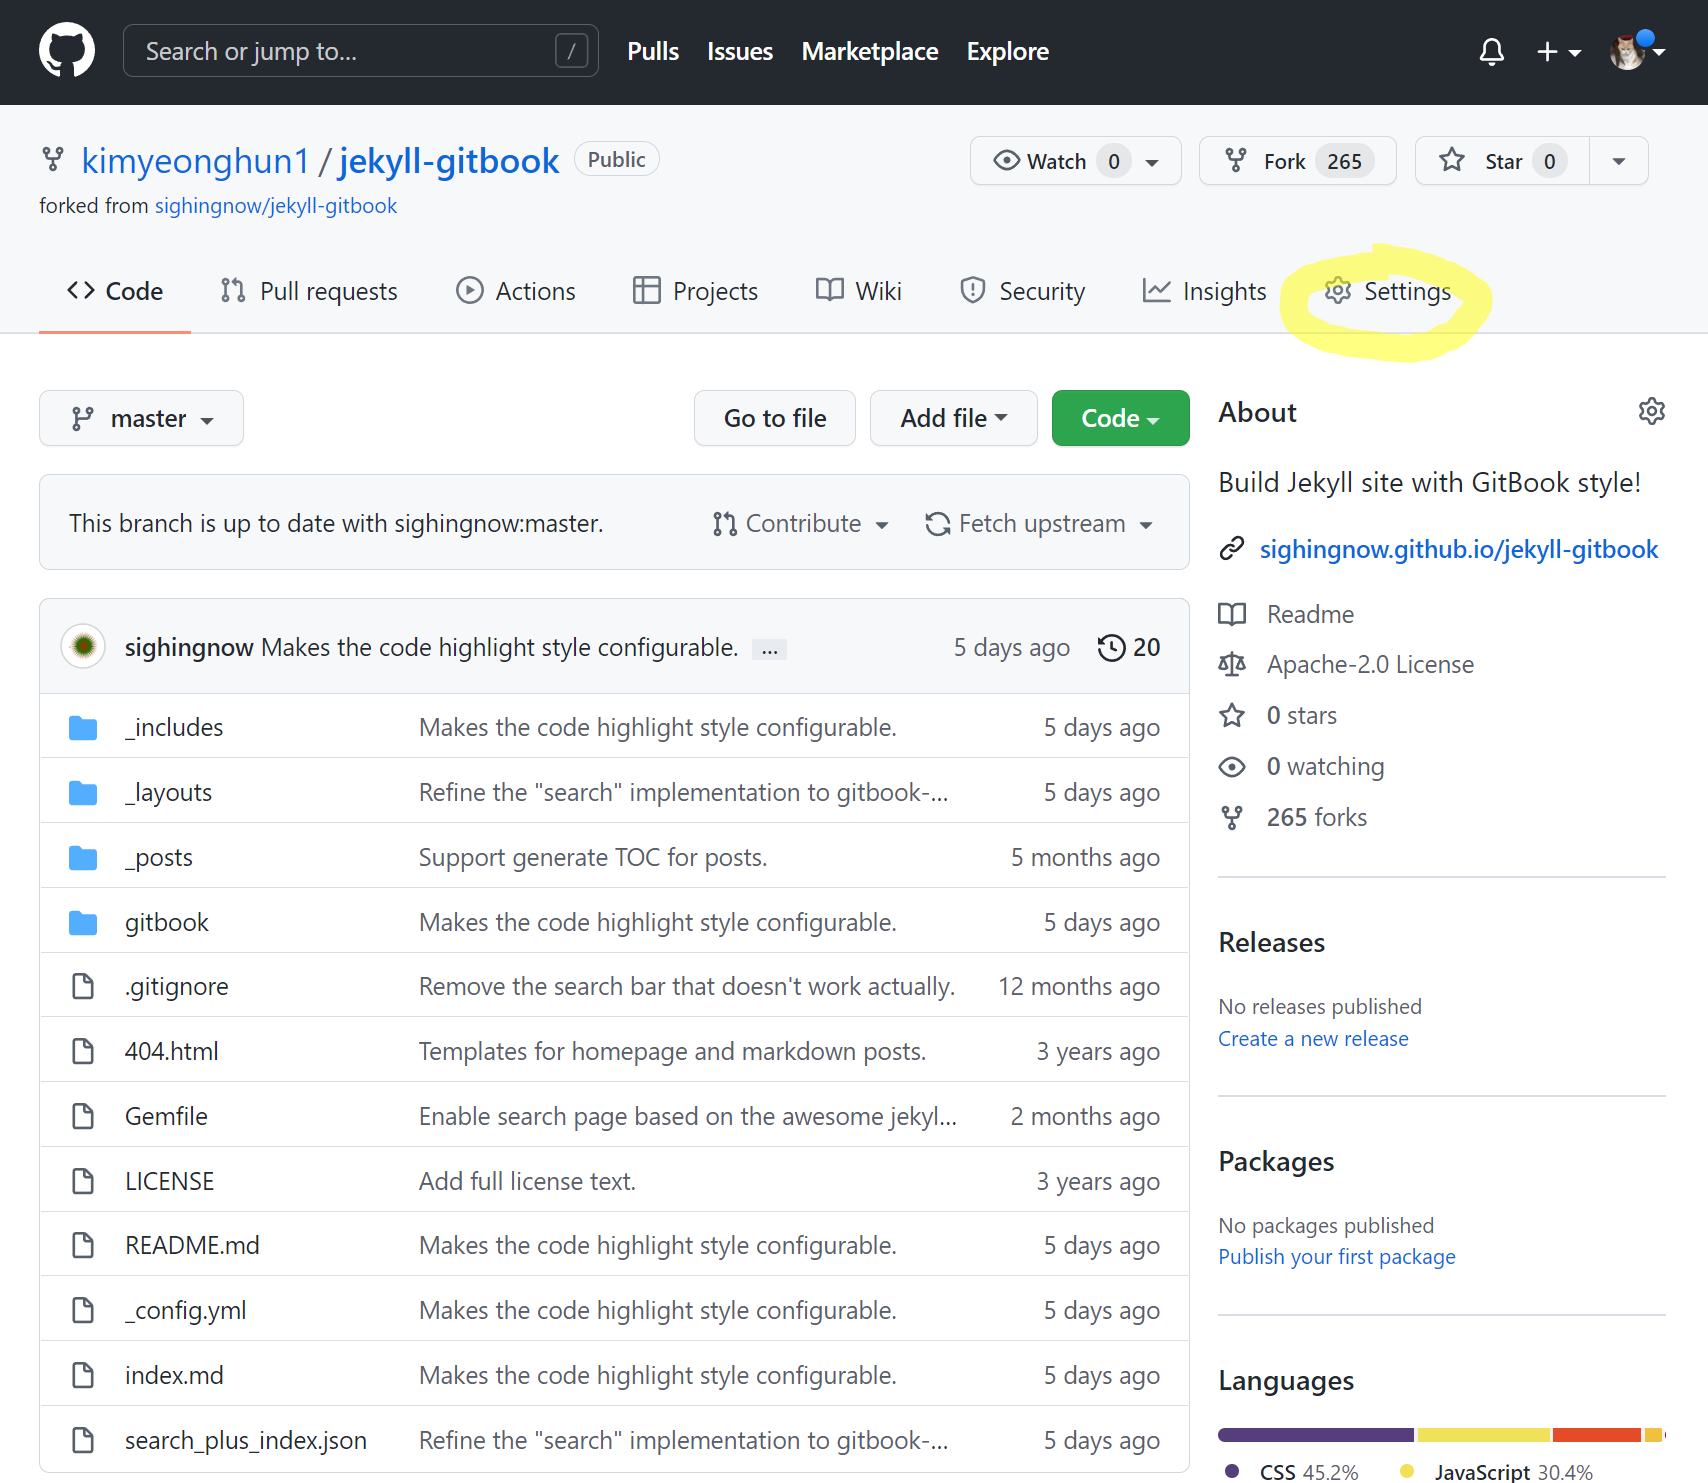 Search or jump to... /
Pulls Issues Marketplace Explore
kimyeonghun1 / jekyll-gitbook Public
Watch 0 Fork 265 Star 0
forked from sighingnow/jekyll-gitbook
Code Pull requests Actions Projects Wiki Security Insights Settings
master Go to file Add file Code
This branch is up to date with sighingnow:master. Contribute Fetch upstream
sighingnow Makes the code highlight style configurable. ... 5 days ago 20
_includes Makes the code highlight style configurable. 5 days ago
_layouts Refine the "search" implementation to gitbook-... 5 days ago
_posts Support generate TOC for posts. 5 months ago
gitbook Makes the code highlight style configurable. 5 days ago
.gitignore Remove the search bar that doesn't work actually. 12 months ago
404.html Templates for homepage and markdown posts. 3 years ago
Gemfile Enable search page based on the awesome jekyl... 2 months ago
LICENSE Add full license text. 3 years ago
README.md Makes the code highlight style configurable. 5 days ago
_config.yml Makes the code highlight style configurable. 5 days ago
index.md Makes the code highlight style configurable. 5 days ago
search_plus_index.json Refine the "search" implementation to gitbook-... 5 days ago
About
Build Jekyll site with GitBook style!
sighingnow.github.io/jekyll-gitbook
Readme
Apache-2.0 License
0 stars
0 watching
265 forks
Releases
No releases published
Create a new release
Packages
No packages published
Publish your first package
Languages
CSS 45.2% JavaScript 30.4%